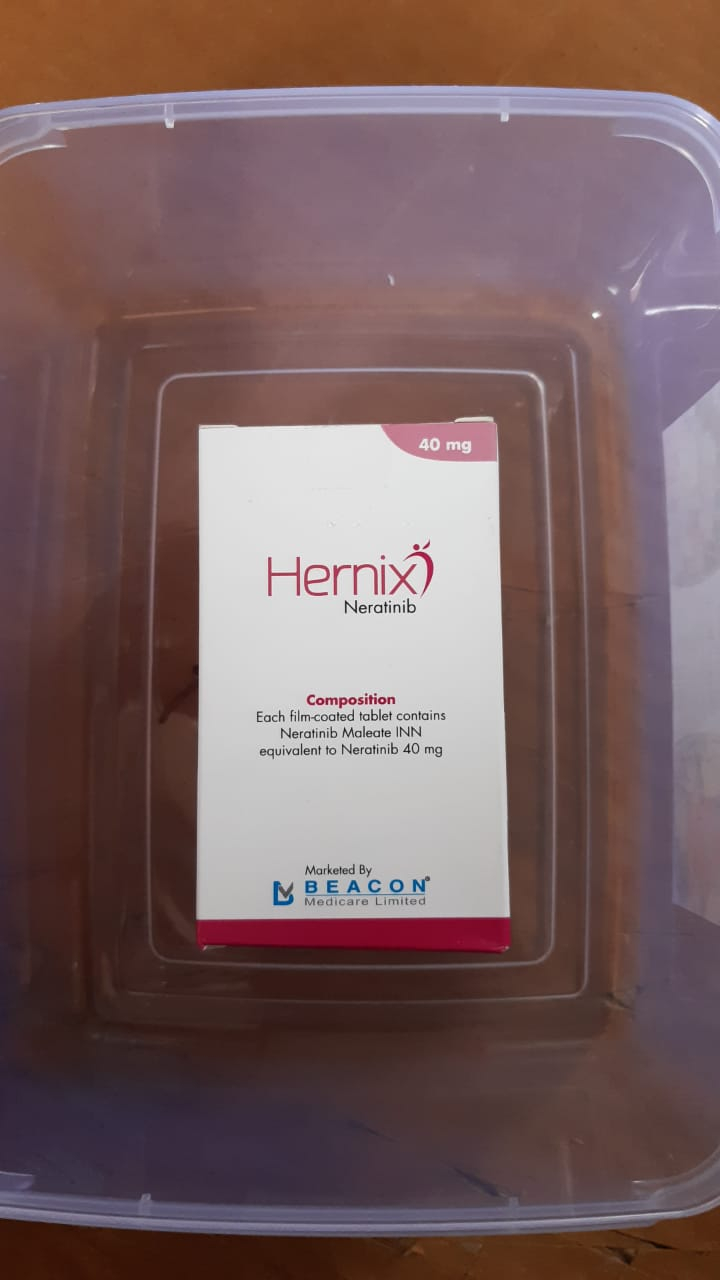 40 mg
Hernix
Neratinib
Composition
Each film-coated tablet contains
Neratinib Maleate INN
equivalent to Neratinib 40 mg
Marketed By
BEACON®
Medicare Limited